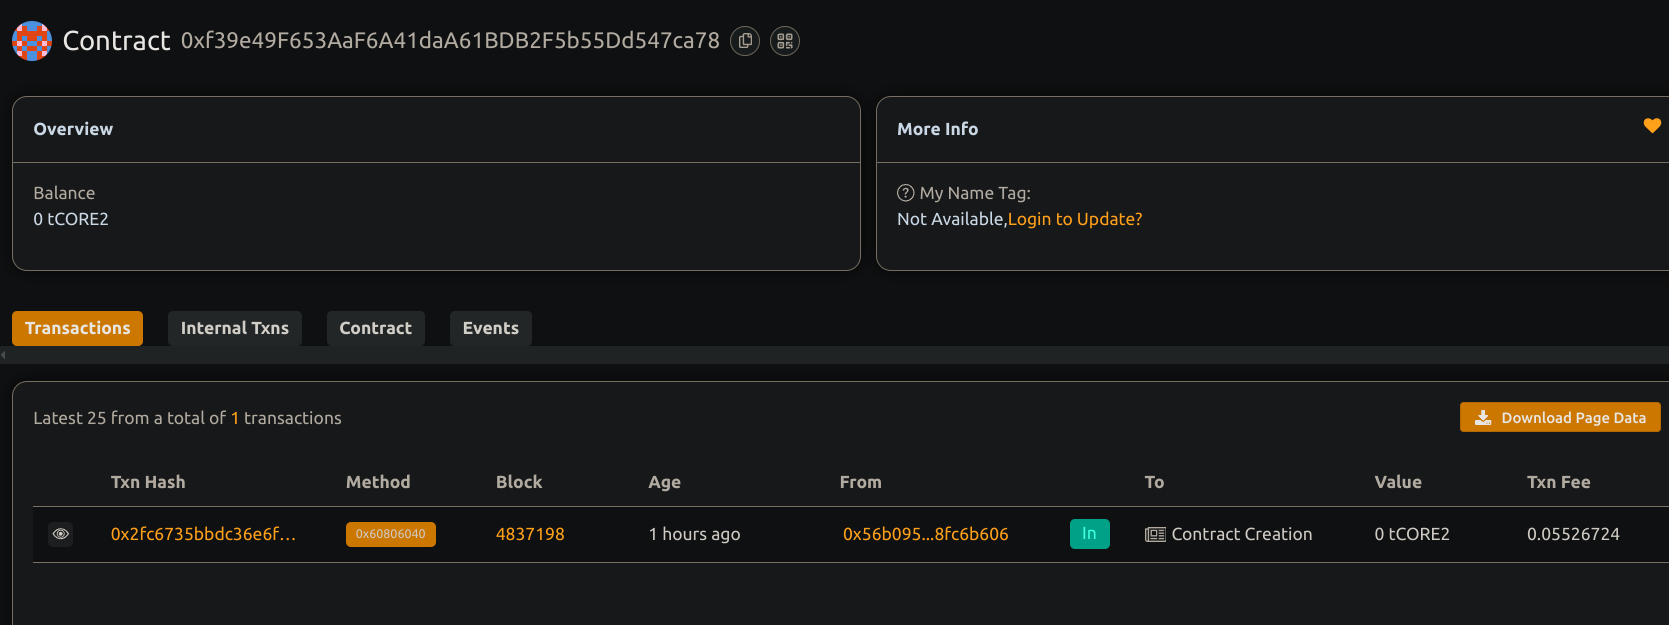 Contract 0xf39e49F653AaF6A41daA61BDB2F5b55Dd547ca78
Overview
Balance
0 tCORE2
More Info
My Name Tag:
Not Available,Login to Update?
Transactions Internal Txns Contract Events
Latest 25 from a total of 1 transactions
Download Page Data
Txn Hash Method Block Age From To Value Txn Fee
0x2fc6735bbdc36e6f... 0x60806040 4837198 1 hours ago 0x56b095...8fc6b606 In Contract Creation 0 tCORE2 0.05526724